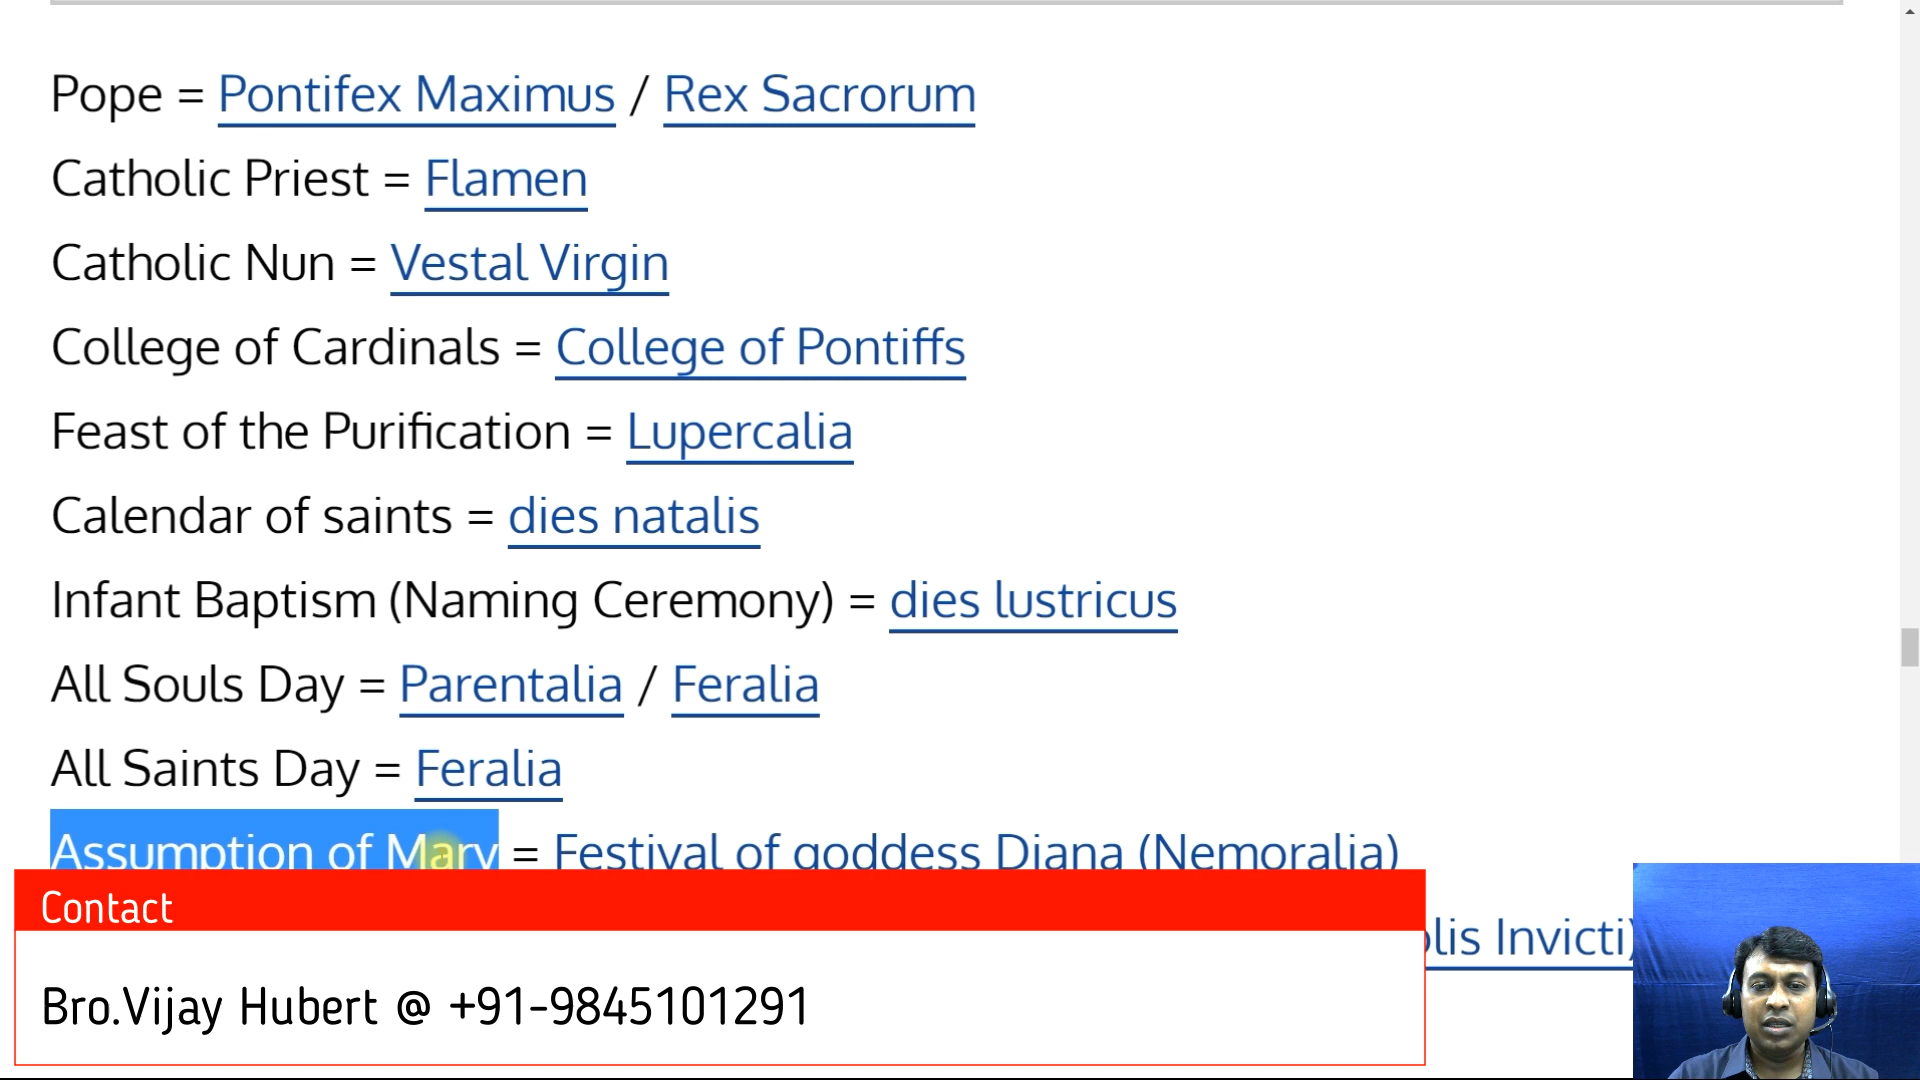 Pope = Pontifex Maximus / Rex Sacrorum
Catholic Priest = Flamen
Catholic Nun = Vestal Virgin
College of Cardinals = College of Pontiffs
Feast of the Purification = Lupercalia
Calendar of saints = dies natalis
Infant Baptism (Naming Ceremony) = dies lustricus
All Souls Day = Parentalia / Feralia
All Saints Day = Feralia
Assumption of Mary = Festival of goddess Diana (Nemoralia)
Invicti)
Contact
Bro.Vijay Hubert @ +91-9845101291